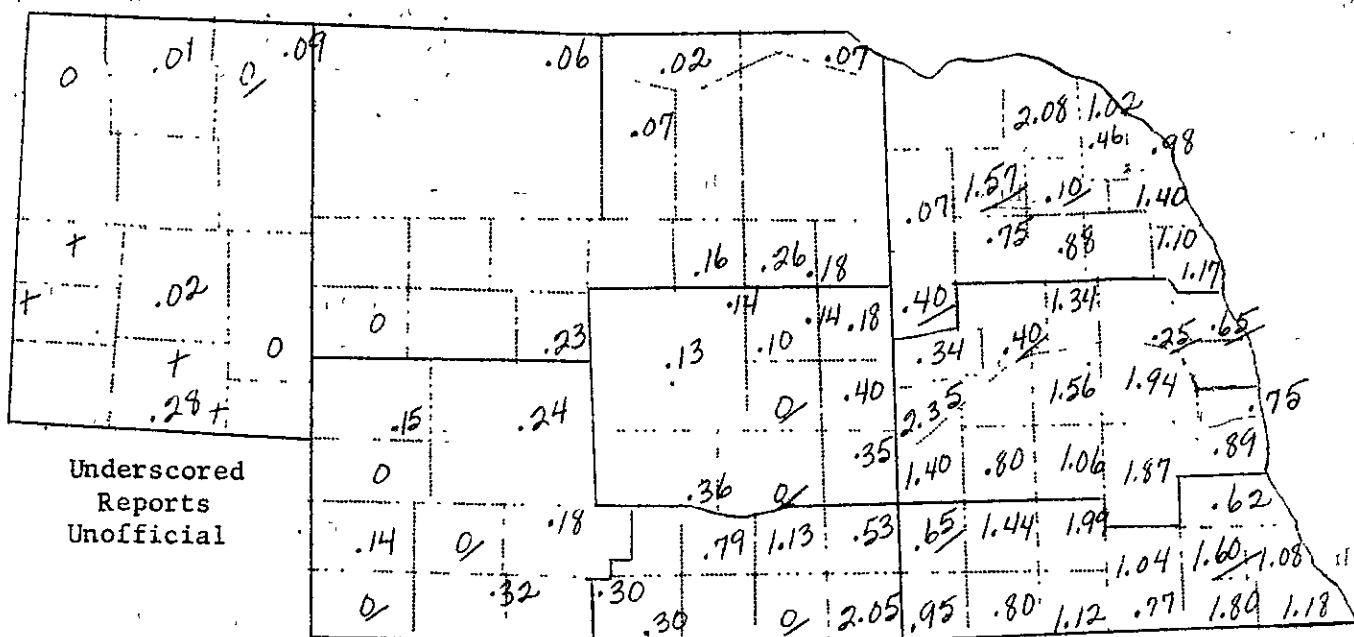 0 .01 0 .09 .06 .02 .07
.07
2.08 1.02
.46 .98
.07 1.57 .10 1.40
.75 .88 1.10
+ .16 .26 .18 1.17
+ .02 .14 .40 1.34
0 .14 .18
+ 0 .23 .13 .10 .34 .40 .25 .65
.28 + .15 .24 0 .40 2.35 1.56 1.94 .75
.35 .89
0 1.40 .80 1.06 1.87
Underscored
Reports
Unofficial
.36 0 .62
.14 0 .18 .79 1.13 .53 .65 1.44 1.99
1.04 1.60 1.08
0 .32 .30 .30 0 2.05 .95 .80 1.12 .77 1.80 1.18